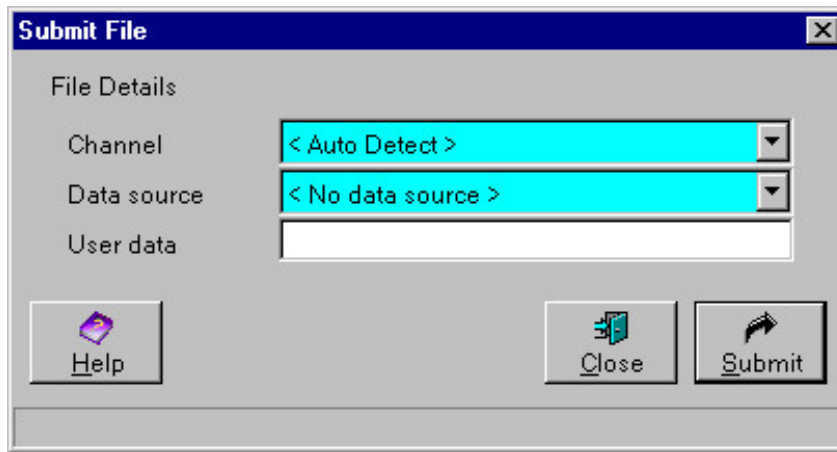 Submit File
File Details
Channel < Auto Detect >
Data source < No data source >
User data
Help Close Submit